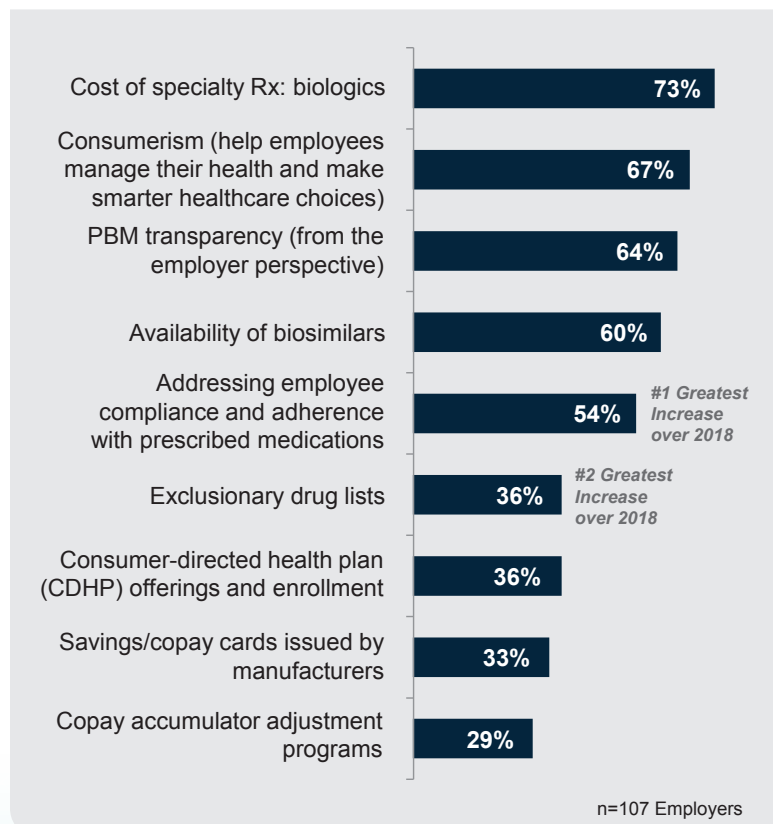 Cost of specialty Rx: biologics
73%
Consumerism (help employees
manage their health and make
smarter healthcare choices)
67%
PBM transparency (from the
employer perspective)
64%
Availability of biosimilars
60%
Addressing employee
compliance and adherence
with prescribed medications
54%
#1 Greatest
Increase
over 2018
Exclusionary drug lists
36%
#2 Greatest
Increase
over 2018
Consumer-directed health plan
(CDHP) offerings and enrollment
36%
Savings/copay cards issued by
manufacturers
33%
Copay accumulator adjustment
programs
29%
n=107 Employers